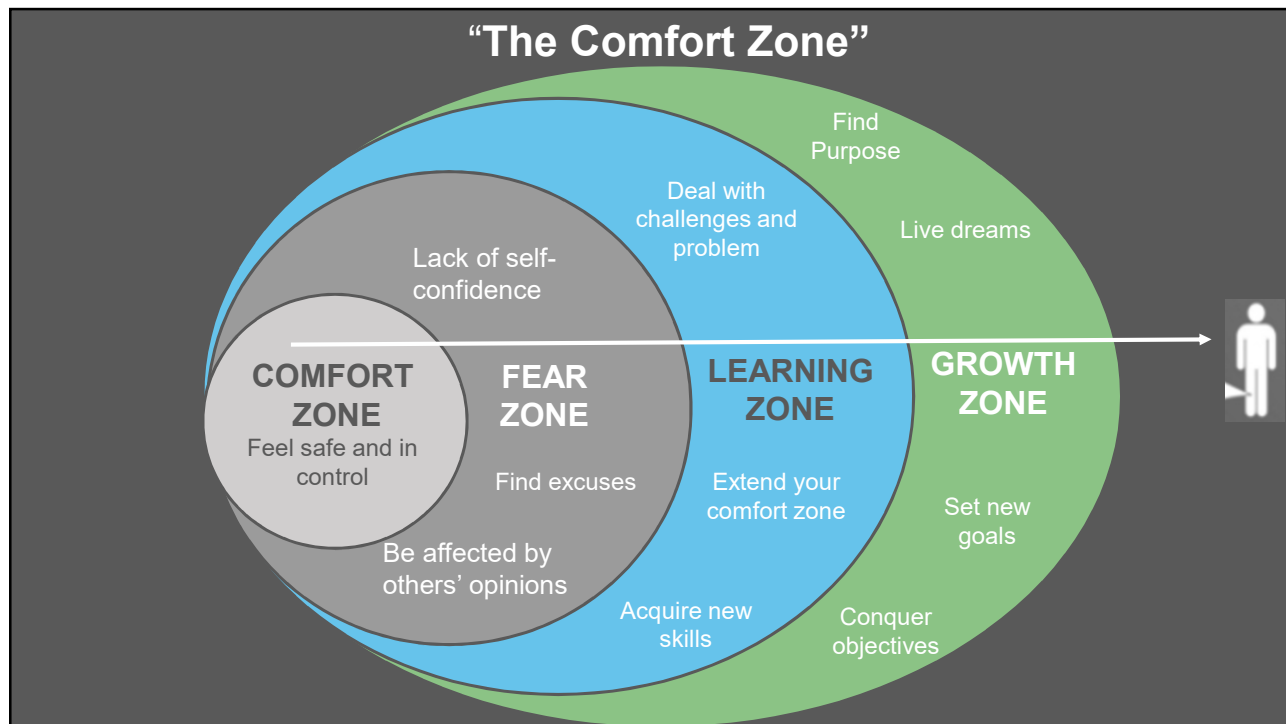 “The Comfort Zone”
Find
Purpose
Deal with
challenges and
problem
Live dreams
Lack of self-
confidence
COMFORT
ZONE
Feel safe and in
control
FEAR
ZONE
LEARNING
ZONE
GROWTH
ZONE
Find excuses
Extend your
comfort zone
Set new
goals
Be affected by
others’ opinions
Acquire new
skills
Conquer
objectives